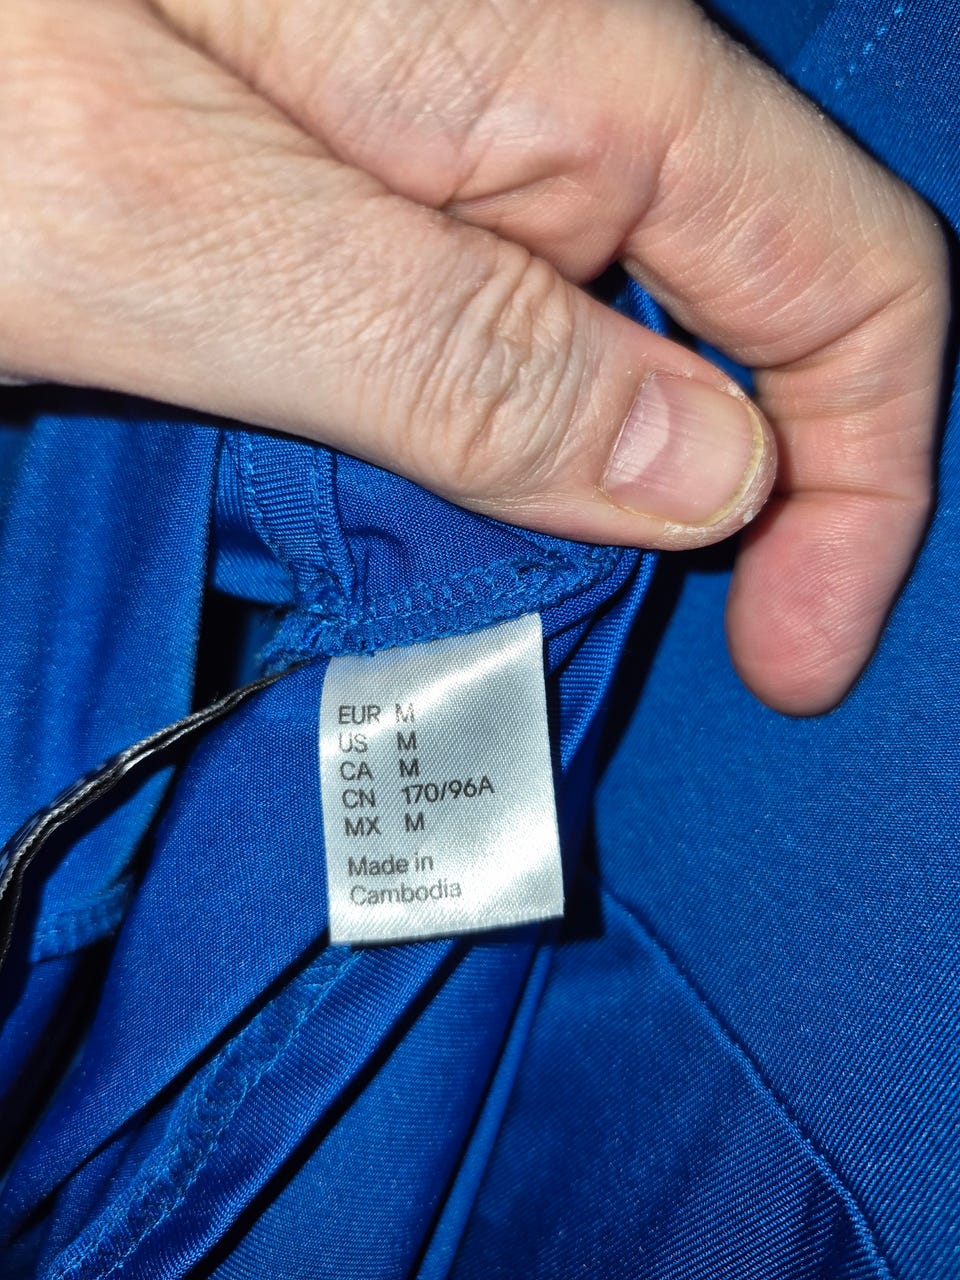 EUR M
US M
CA M
CN 170/96A
MX M
Made in
Cambodia